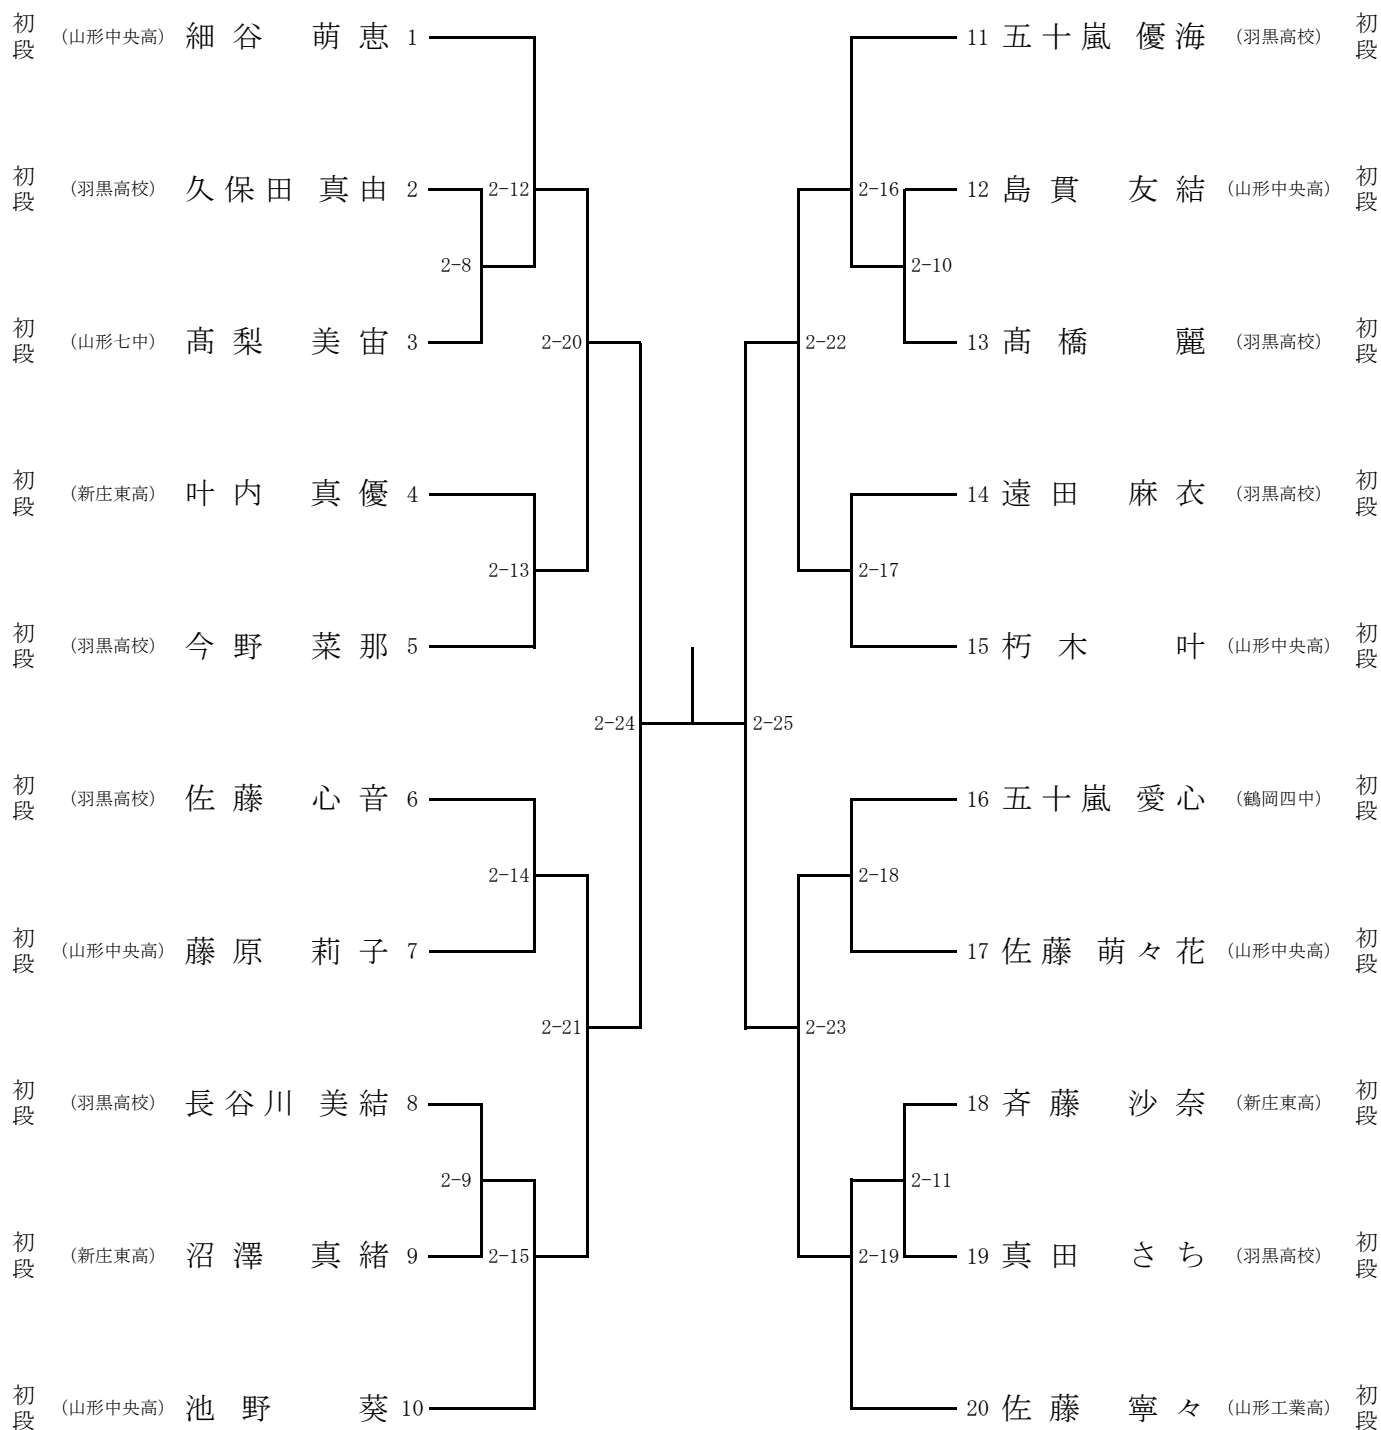 初段 (山形中央高) 細谷 萌恵 1
初段 (羽黒高校) 久保田 真由 2
2-12
2-8
初段 (山形七中) 髙梨 美宙 3
2-20
初段 (新庄東高) 叶内 真優 4
2-13
初段 (羽黒高校) 今野 菜那 5
2-24
初段 (羽黒高校) 佐藤 心音 6
2-14
初段 (山形中央高) 藤原 莉子 7
2-21
初段 (羽黒高校) 長谷川 美結 8
2-9
初段 (新庄東高) 沼澤 真緒 9
2-15
初段 (山形中央高) 池野 葵 10
11 五十嵐 優海 (羽黒高校) 初段
2-16
12 島貫 友結 (山形中央高) 初段
2-10
2-22
13 髙橋 麗 (羽黒高校) 初段
14 遠田 麻衣 (羽黒高校) 初段
2-17
15 朽木 叶 (山形中央高) 初段
2-25
16 五十嵐 愛心 (鶴岡四中) 初段
2-18
17 佐藤 萌々花 (山形中央高) 初段
2-23
18 斉藤 沙奈 (新庄東高) 初段
2-11
2-19
19 真田 さち (羽黒高校) 初段
20 佐藤 寧々 (山形工業高) 初段